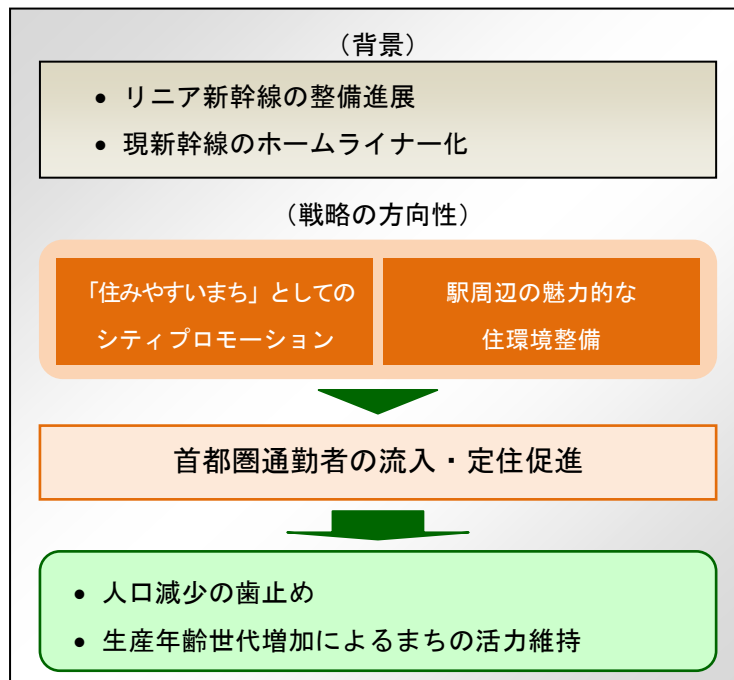 （背景）
• リニア新幹線の整備進展
• 現新幹線のホームライナー化
（戦略の方向性）
「住みやすいまち」としての
シティプロモーション
駅周辺の魅力的な
住環境整備
首都圏通勤者の流入・定住促進
• 人口減少の歯止め
• 生産年齢世代増加によるまちの活力維持